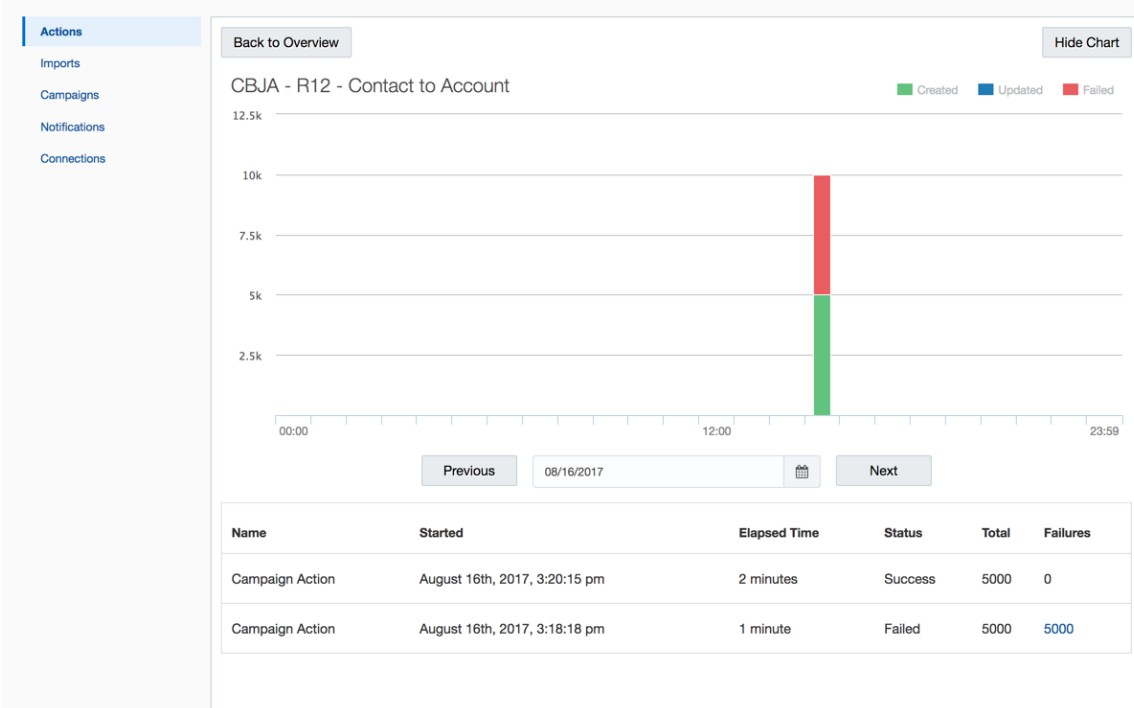 Actions
Imports
Campaigns
Notifications
Connections
Back to Overview
Hide Chart
CBJA - R12 - Contact to Account
Created Updated Failed
12.5k
10k
7.5k
5k
2.5k
00:00 12:00 23:59
Previous 08/16/2017 Next
Name Started Elapsed Time Status Total Failures
Campaign Action August 16th, 2017, 3:20:15 pm 2 minutes Success 5000 0
Campaign Action August 16th, 2017, 3:18:18 pm 1 minute Failed 5000 5000